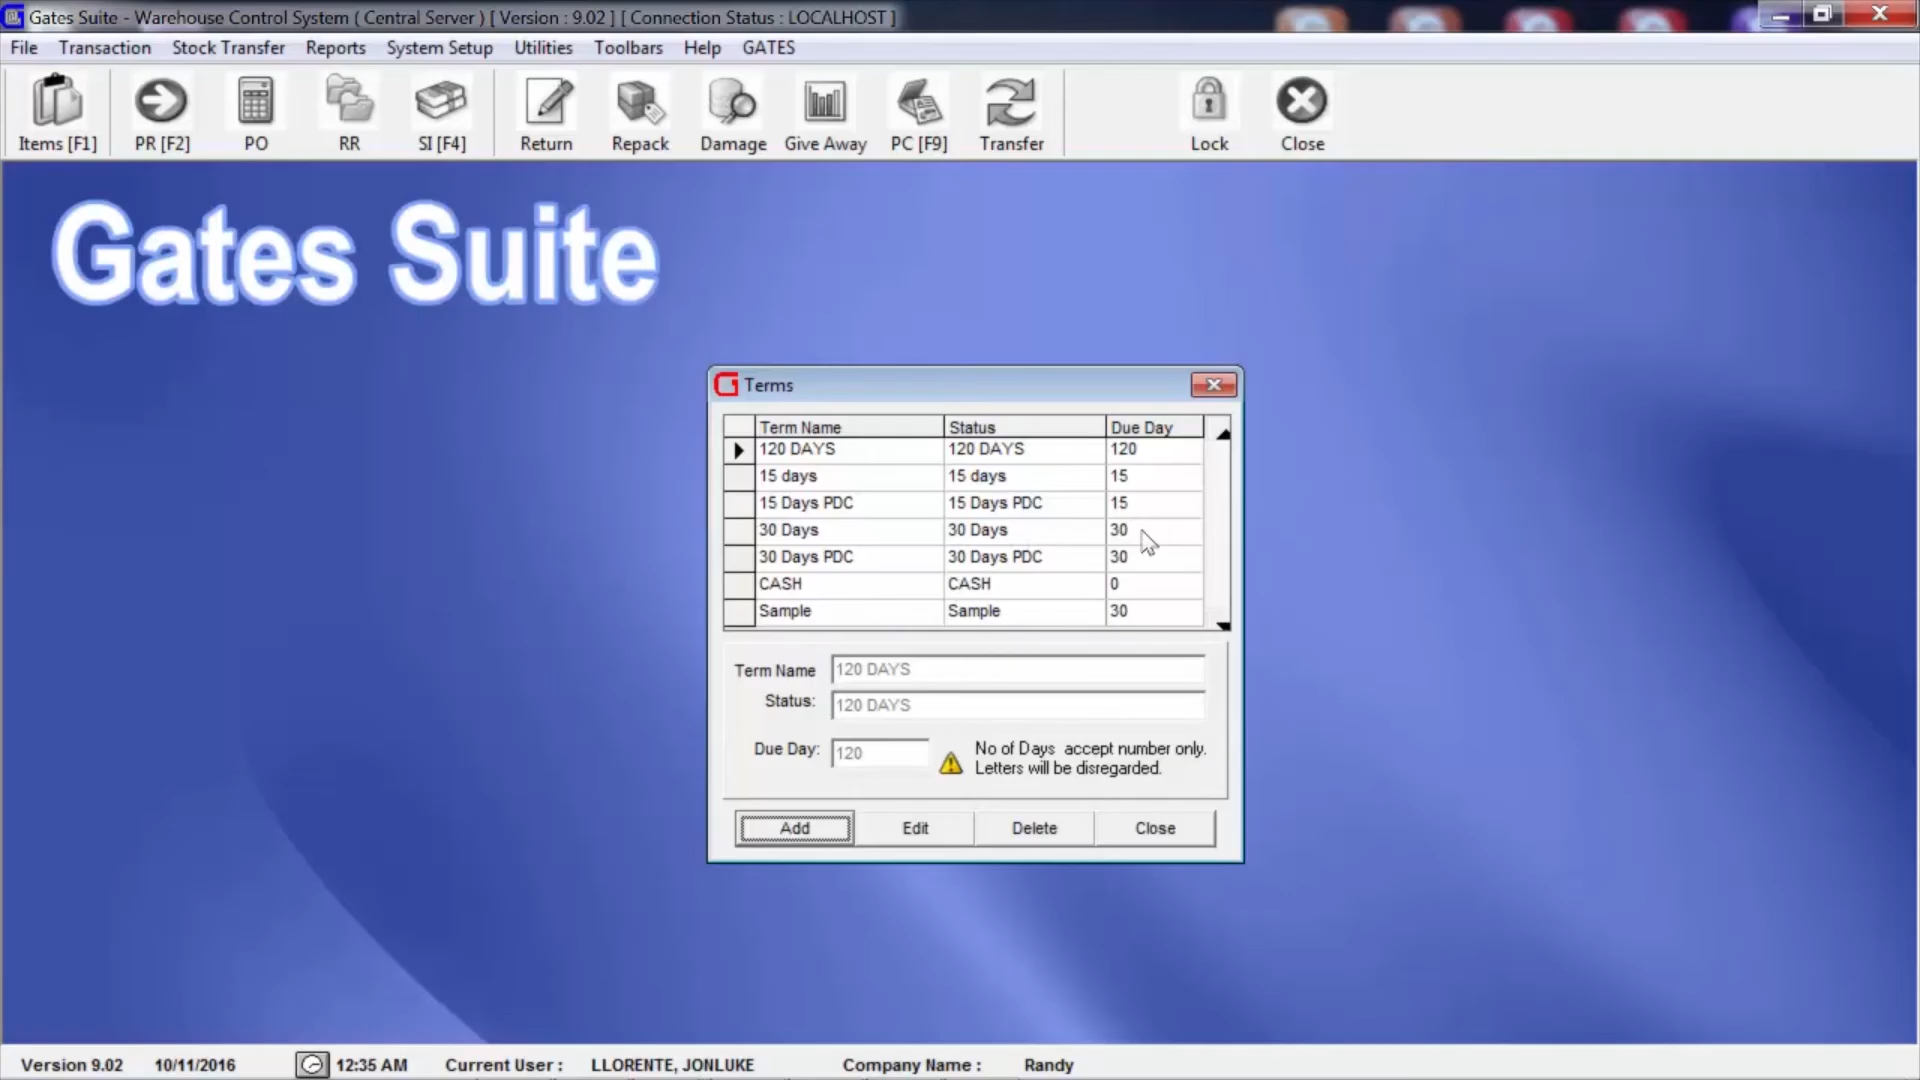 Gates Suite - Warehouse Control System ( Central Server ) [ Version : 9.02 ] [ Connection Status : LOCALHOST ]
File Transaction Stock Transfer Reports System Setup Utilities Toolbars Help GATES
Items [F1] PR [F2] PO RR SI [F4] Return Repack Damage Give Away PC [F9] Transfer Lock Close
Gates Suite
Terms
Term Name Status Due Day
120 DAYS 120 DAYS 120
15 days 15 days 15
15 Days PDC 15 Days PDC 15
30 Days 30 Days 30
30 Days PDC 30 Days PDC 30
CASH CASH 0
Sample Sample 30
Term Name 120 DAYS
Status: 120 DAYS
Due Day: 120 No of Days accept number only.
Letters will be disregarded.
Add Edit Delete Close
Version 9.02 10/11/2016 12:35 AM Current User : LLORENTE, JONLUKE Company Name : Randy